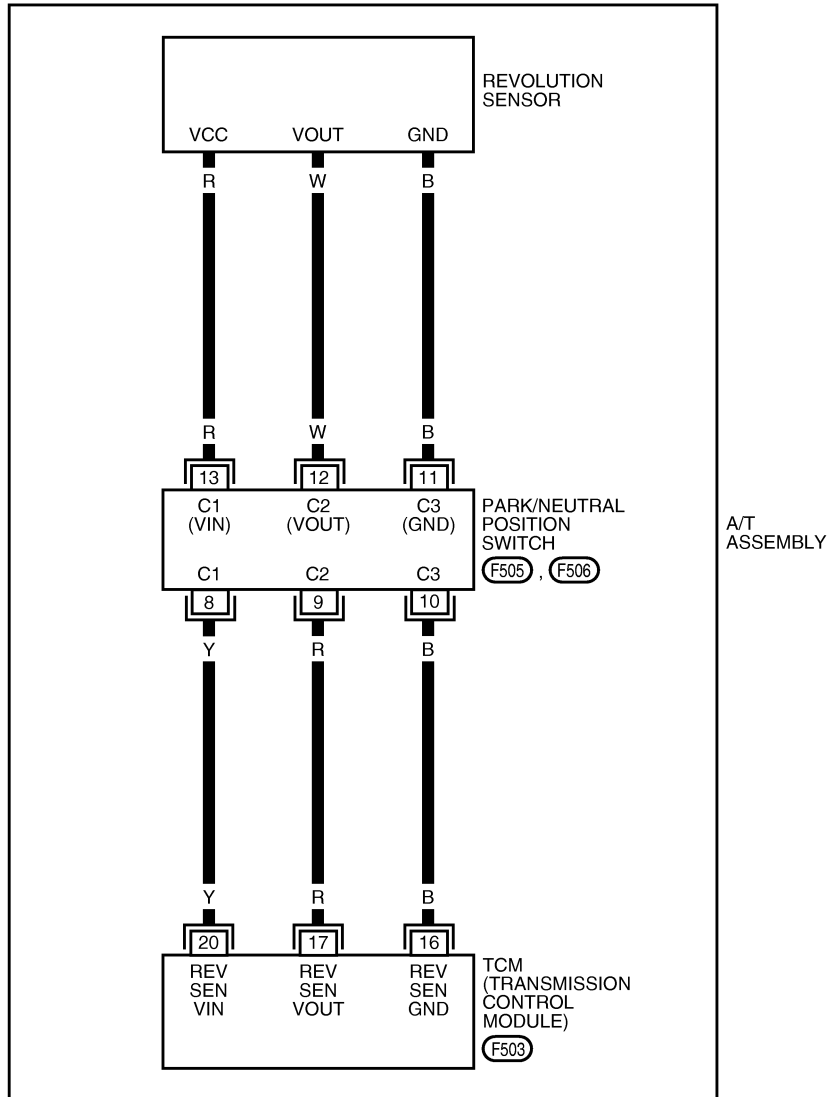 REVOLUTION
SENSOR
VCC VOUT GND
R W B
R W B
13 12 11
C1 C2 C3
(VIN) (VOUT) (GND)
PARK/NEUTRAL
POSITION
SWITCH
F505 , F506
A/T
ASSEMBLY
C1 C2 C3
8 9 10
Y R B
Y R B
20 17 16
REV REV REV
SEN SEN SEN
VIN VOUT GND
TCM
(TRANSMISSION
CONTROL
MODULE)
F503